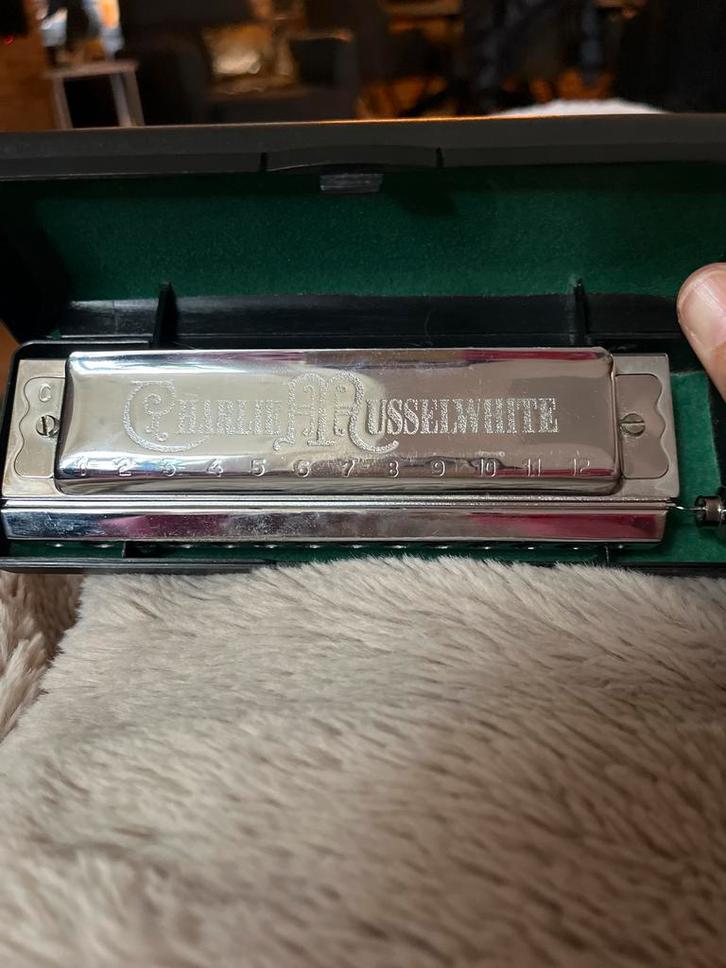 C
CHARLIE MUSSELWHITE
1 2 3 4 5 6 7 8 9 10 11 12